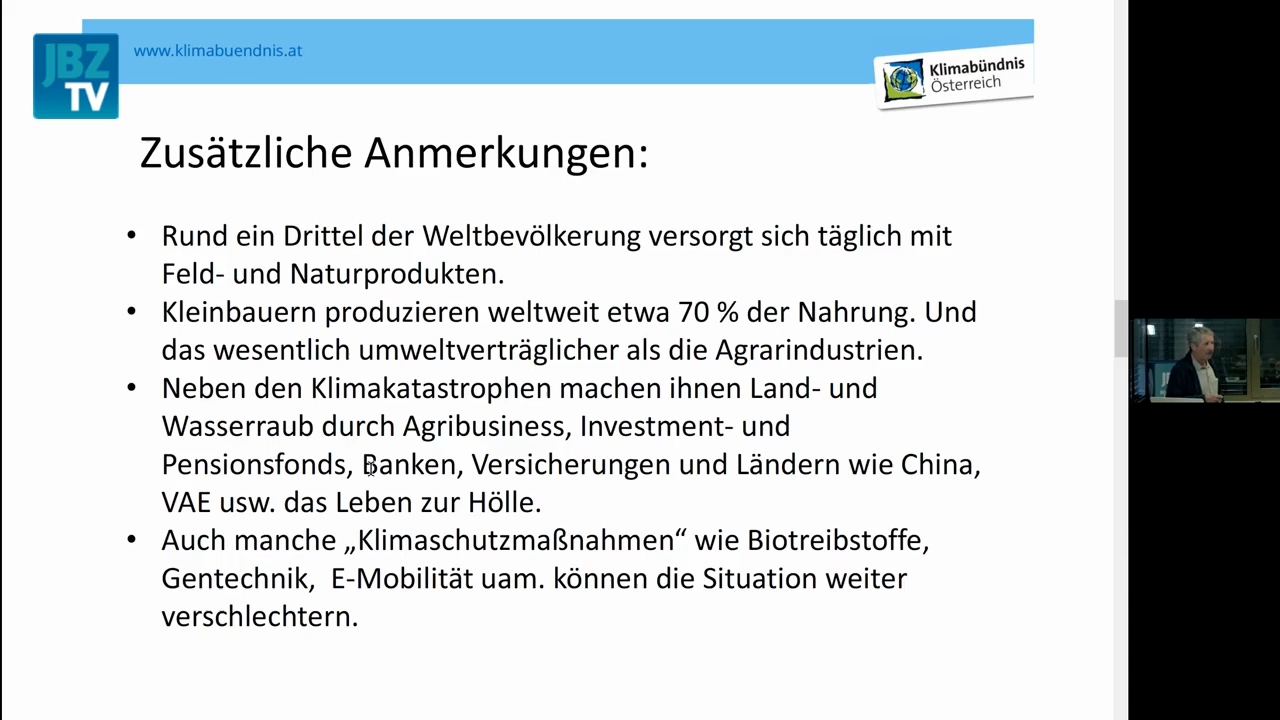 JBZ
TV
www.klimabuendnis.at
Klimabündnis
Österreich
Zusätzliche Anmerkungen:
• Rund ein Drittel der Weltbevölkerung versorgt sich täglich mit
Feld- und Naturprodukten.
• Kleinbauern produzieren weltweit etwa 70 % der Nahrung. Und
das wesentlich umweltverträglicher als die Agrarindustrien.
• Neben den Klimakatastrophen machen ihnen Land- und
Wasserraub durch Agribusiness, Investment- und
Pensionsfonds, Banken, Versicherungen und Ländern wie China,
VAE usw. das Leben zur Hölle.
• Auch manche „Klimaschutzmaßnahmen“ wie Biotreibstoffe,
Gentechnik, E-Mobilität uam. können die Situation weiter
verschlechtern.